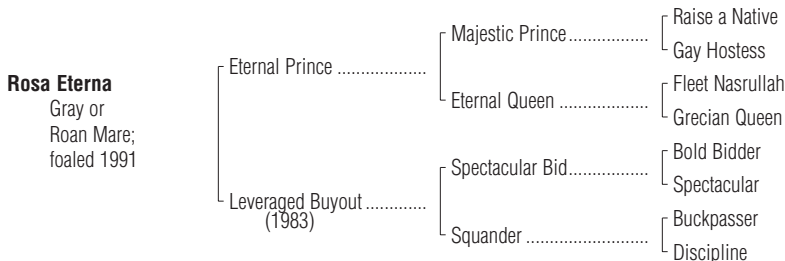 Rosa Eterna
Gray or
Roan Mare;
foaled 1991
Eternal Prince ...................
Leveraged Buyout .............
(1983)
Majestic Prince.................
Eternal Queen ...................
Spectacular Bid.................
Squander ..........................
Raise a Native
Gay Hostess
Fleet Nasrullah
Grecian Queen
Bold Bidder
Spectacular
Buckpasser
Discipline